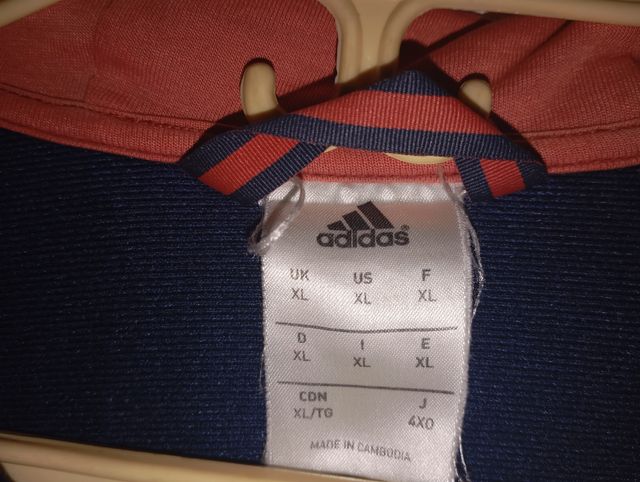 adidas
UK US F
XL XL XL
D I E
XL XL XL
CDN J
XL/TG 4XO
MADE IN CAMBODIA